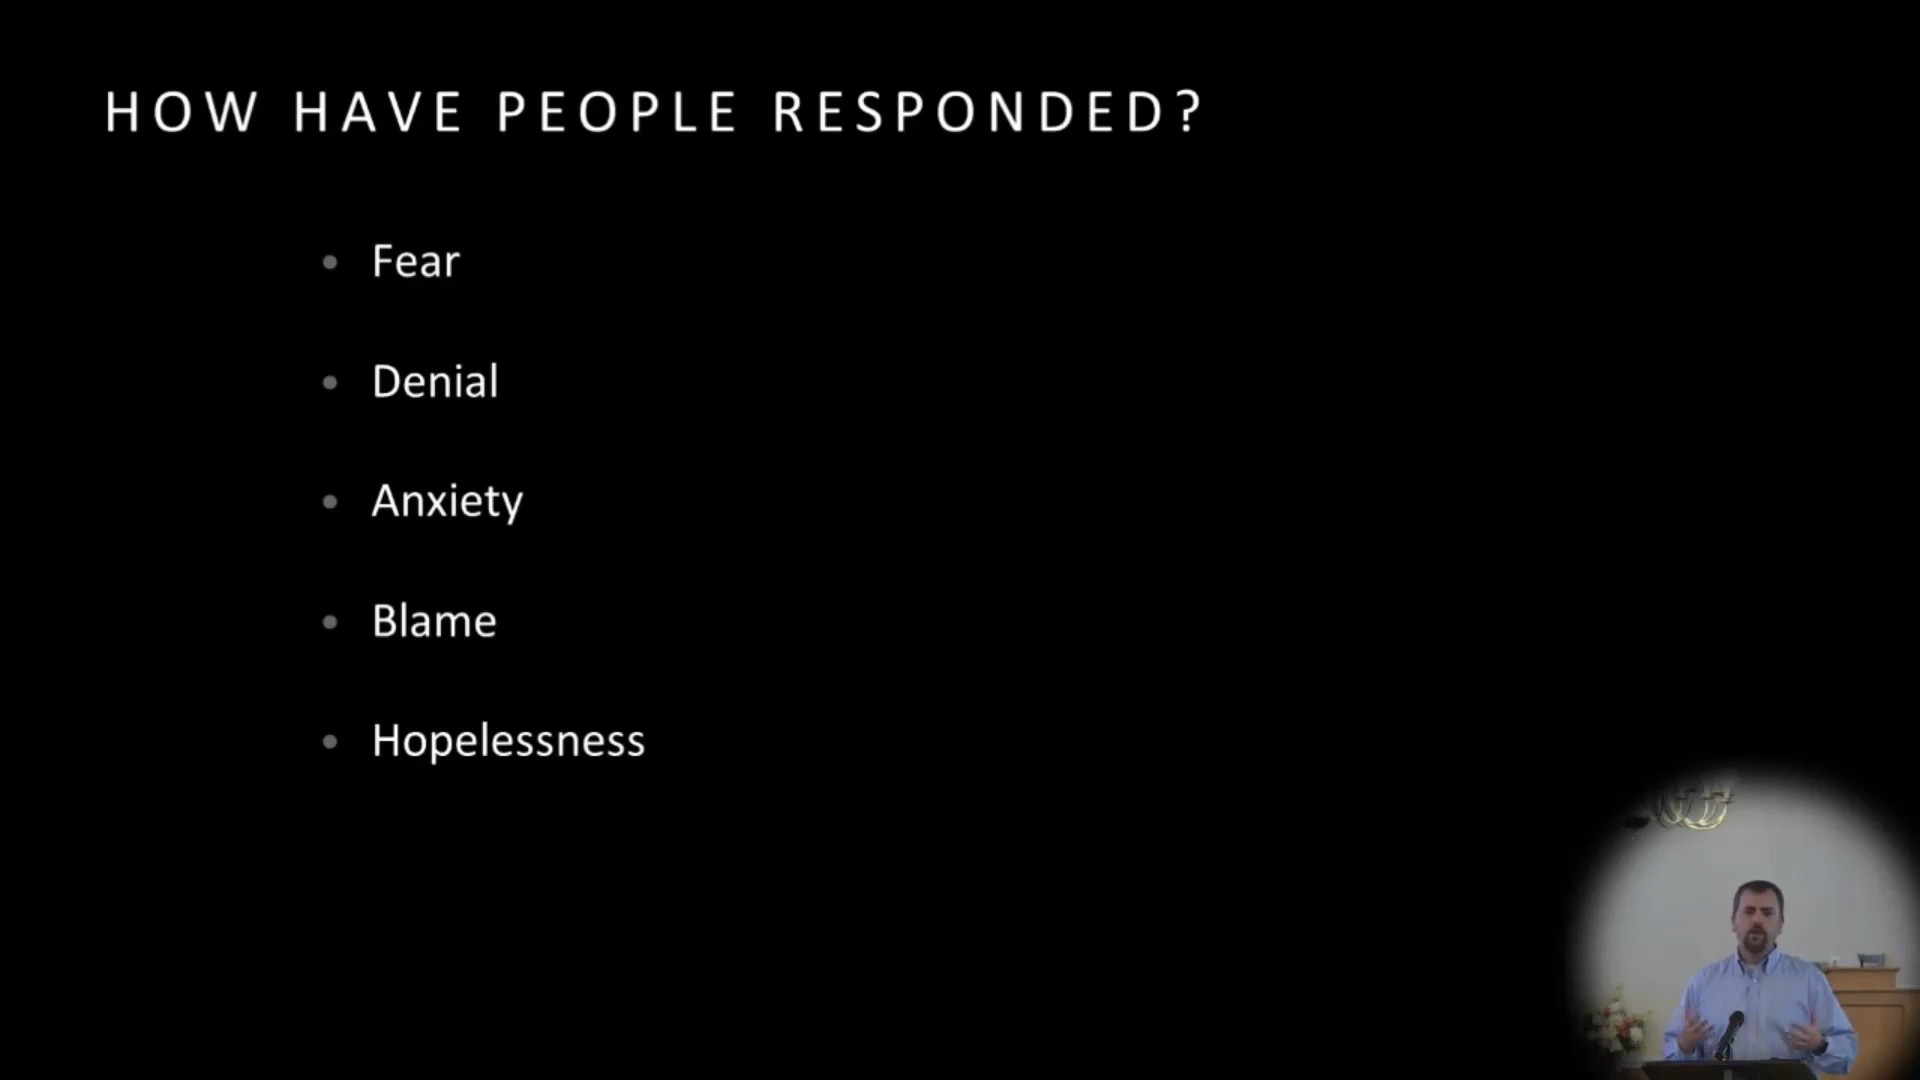 HOW HAVE PEOPLE RESPONDED?
• Fear
• Denial
• Anxiety
• Blame
• Hopelessness